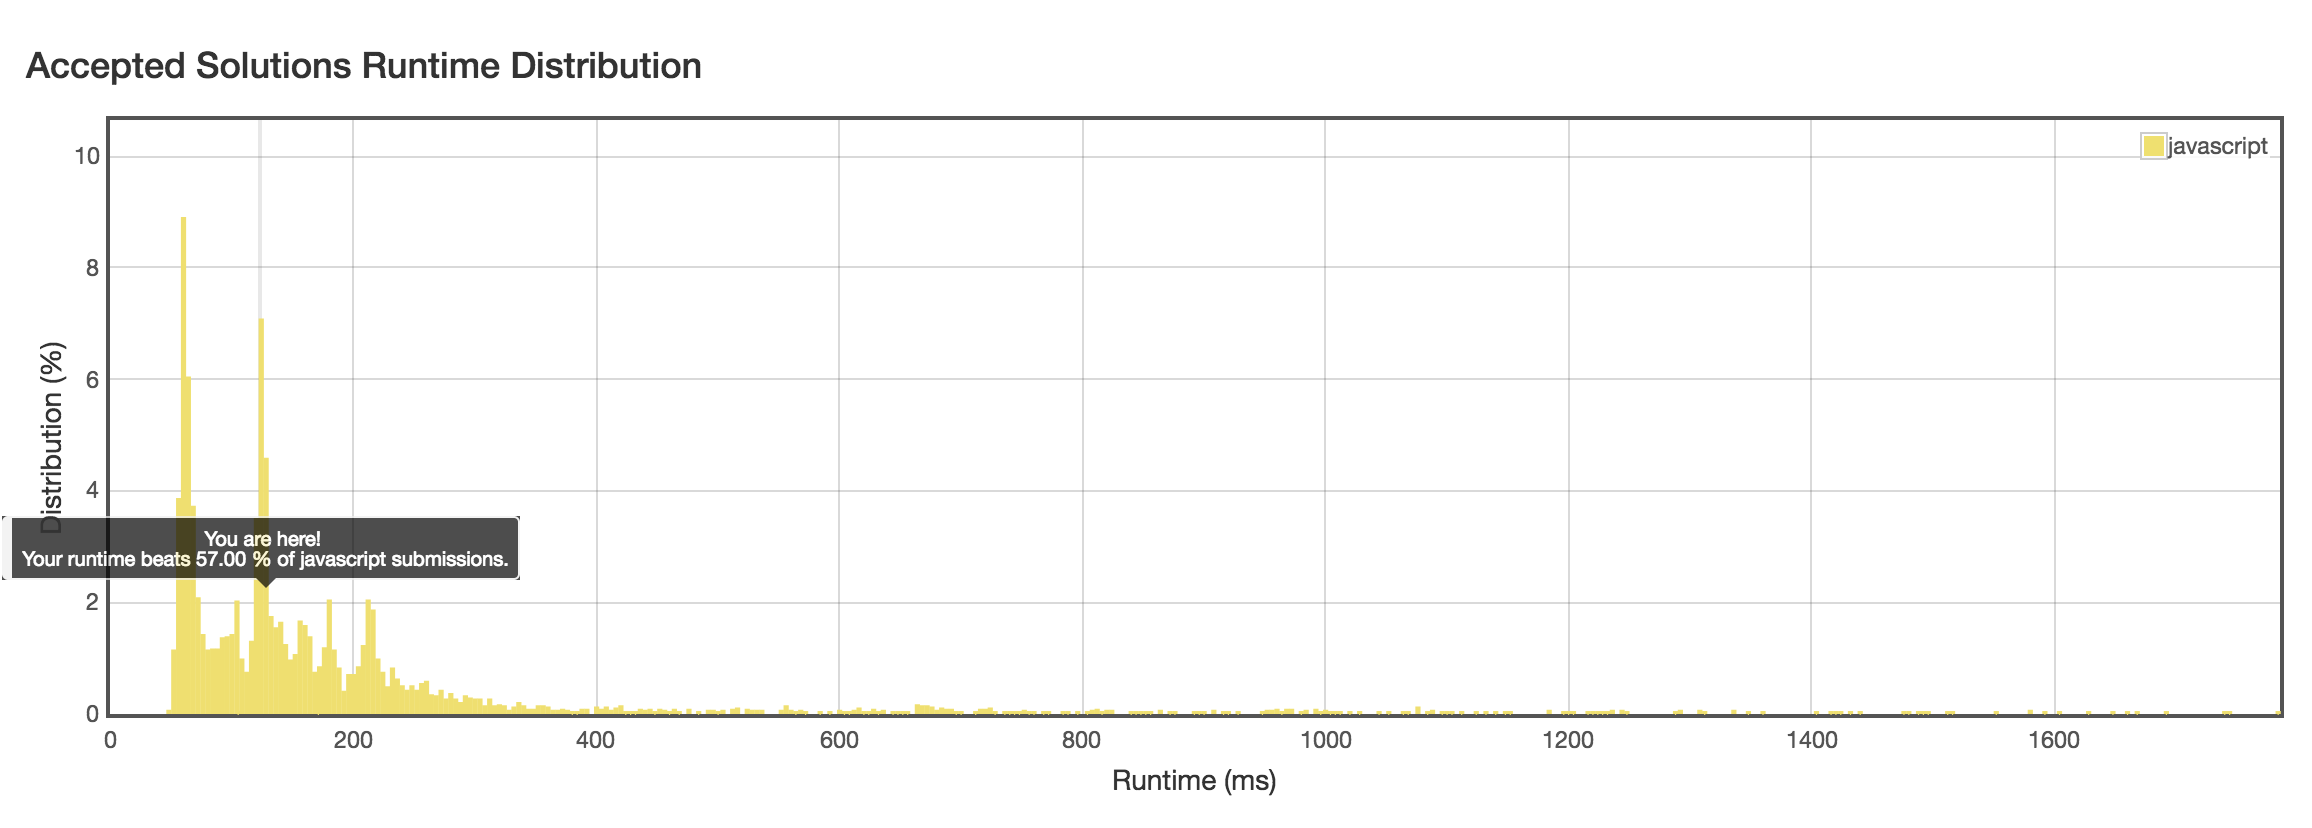 Accepted Solutions Runtime Distribution
javascript
Distribution (%)
10
8
6
4
2
0
You are here!
Your runtime beats 57.00 % of javascript submissions.
0 200 400 600 800 1000 1200 1400 1600
Runtime (ms)